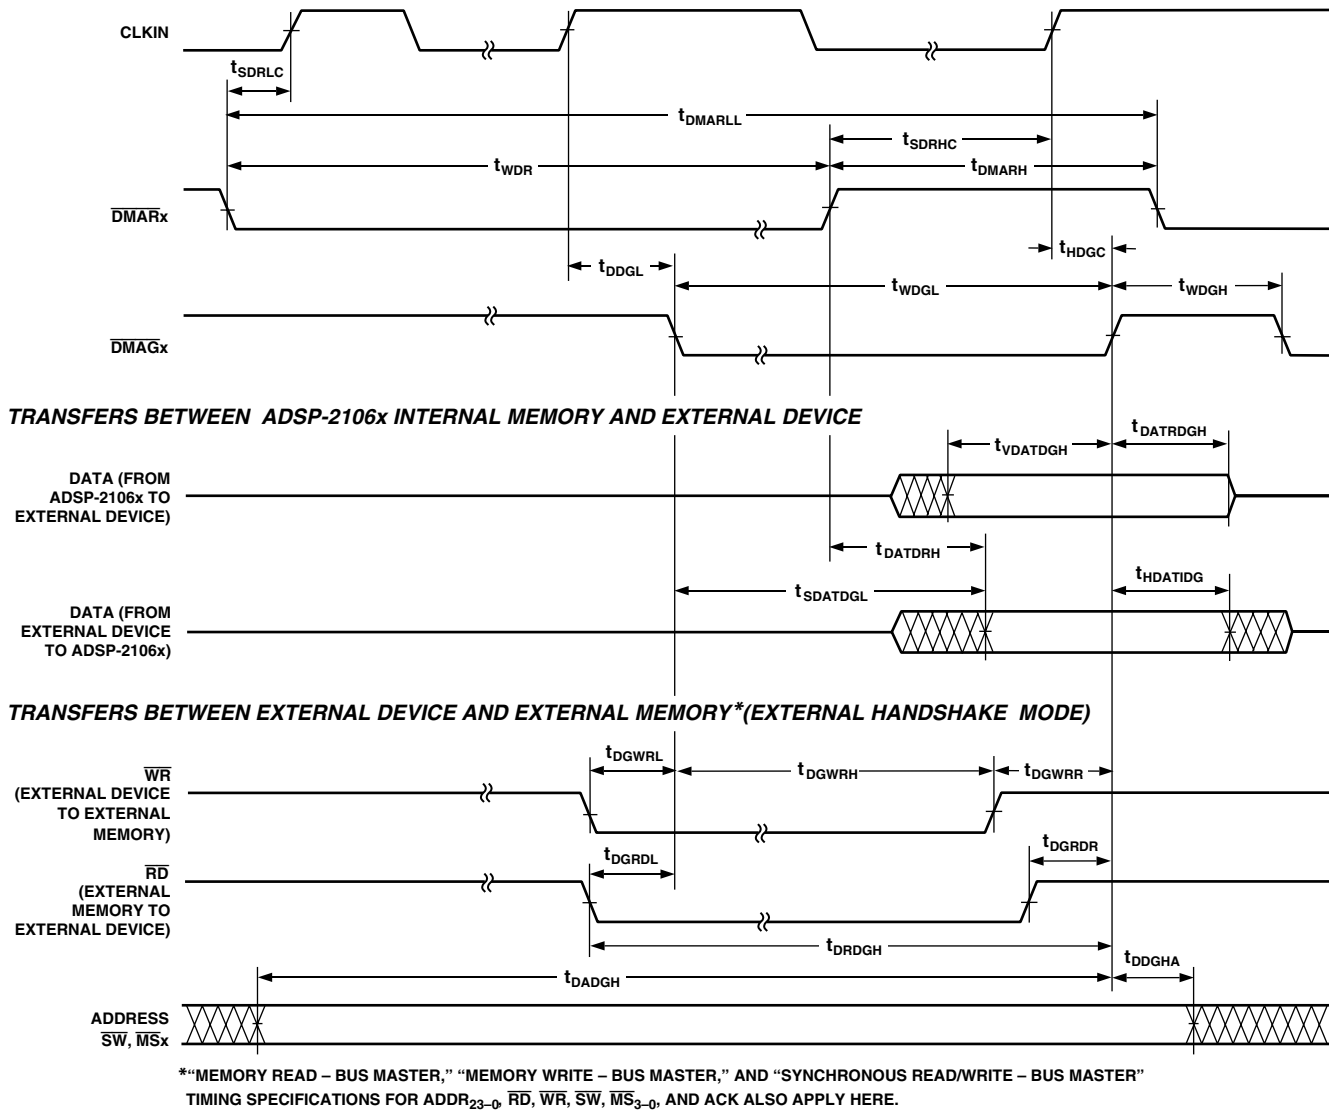 CLKIN
tSDRLC
tDMARLL
tSDRHC
tWDR
tDMARH
DMARx
tHDGC
tDDGL
tWDGL
tWDGH
DMAGx
TRANSFERS BETWEEN ADSP-2106x INTERNAL MEMORY AND EXTERNAL DEVICE
tVDATDGH
tDATRDGH
DATA (FROM
ADSP-2106x TO
EXTERNAL DEVICE)
tDATDRH
tHDATIDG
tSDATDGL
DATA (FROM
EXTERNAL DEVICE
TO ADSP-2106x)
TRANSFERS BETWEEN EXTERNAL DEVICE AND EXTERNAL MEMORY*(EXTERNAL HANDSHAKE MODE)
tDGWRL
tDGWRH
tDGWRR
WR
(EXTERNAL DEVICE
TO EXTERNAL
MEMORY)
tDGRDR
tDGRDL
RD
(EXTERNAL
MEMORY TO
EXTERNAL DEVICE)
tDRDGH
tDDGHA
tDADGH
ADDRESS
SW, MSx
*“MEMORY READ – BUS MASTER,” “MEMORY WRITE – BUS MASTER,” AND “SYNCHRONOUS READ/WRITE – BUS MASTER”
TIMING SPECIFICATIONS FOR ADDR23–0, RD, WR, SW, MS3–0, AND ACK ALSO APPLY HERE.